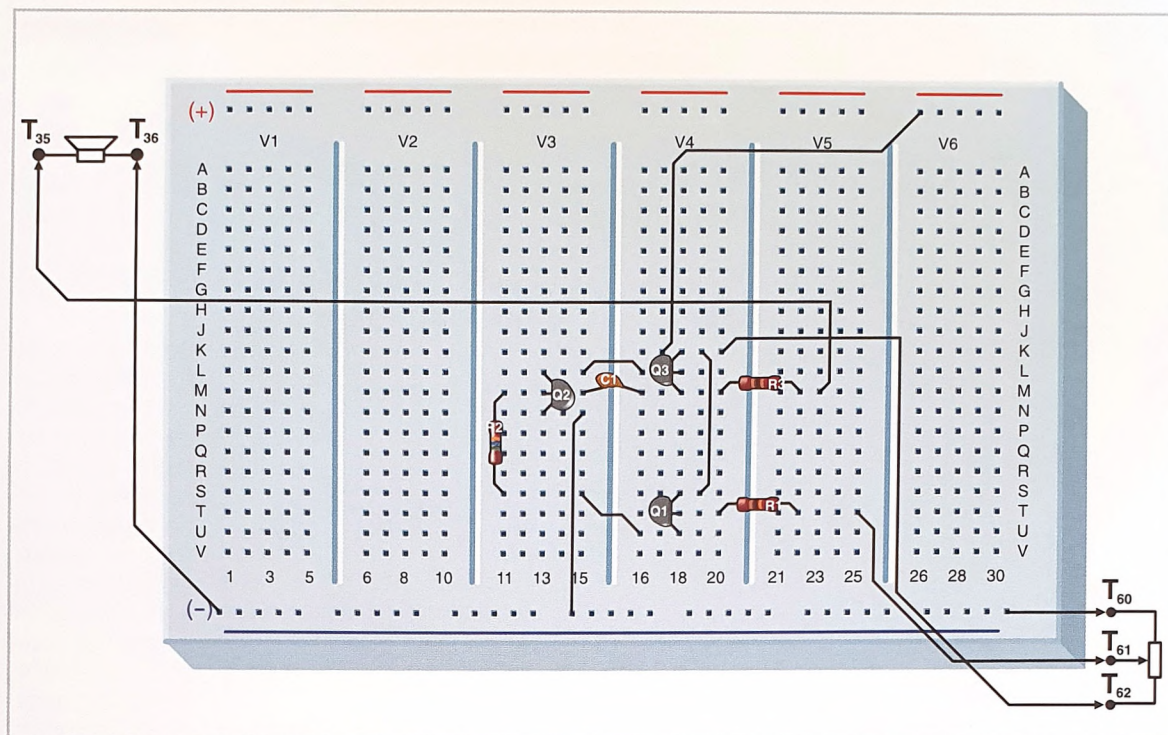 (+)
T35 T36
V1 V2 V3 V4 V5 V6
A A
B B
C C
D D
E E
F F
G G
H H
J J
K K
L Q3 L
M Q2 C1 R3 M
N N
P R2 P
Q Q
R R
S S
T Q1 R1 T
U U
V V
1 3 5 6 8 10 11 13 15 16 18 20 21 23 25 26 28 30
(-) T60
T61
T62